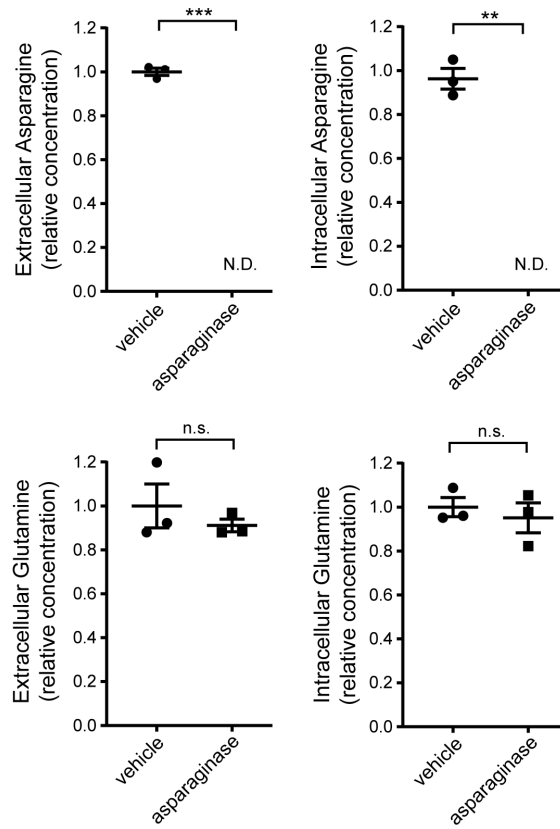 ***
Extracellular Asparagine
(relative concentration)
1.2
1.0
0.8
0.6
0.4
0.2
0.0
N.D.
vehicle
asparaginase
**
Intracellular Asparagine
(relative concentration)
1.2
1.0
0.8
0.6
0.4
0.2
0.0
N.D.
vehicle
asparaginase
n.s.
Extracellular Glutamine
(relative concentration)
1.2
1.0
0.8
0.6
0.4
0.2
0.0
vehicle
asparaginase
n.s.
Intracellular Glutamine
(relative concentration)
1.2
1.0
0.8
0.6
0.4
0.2
0.0
vehicle
asparaginase